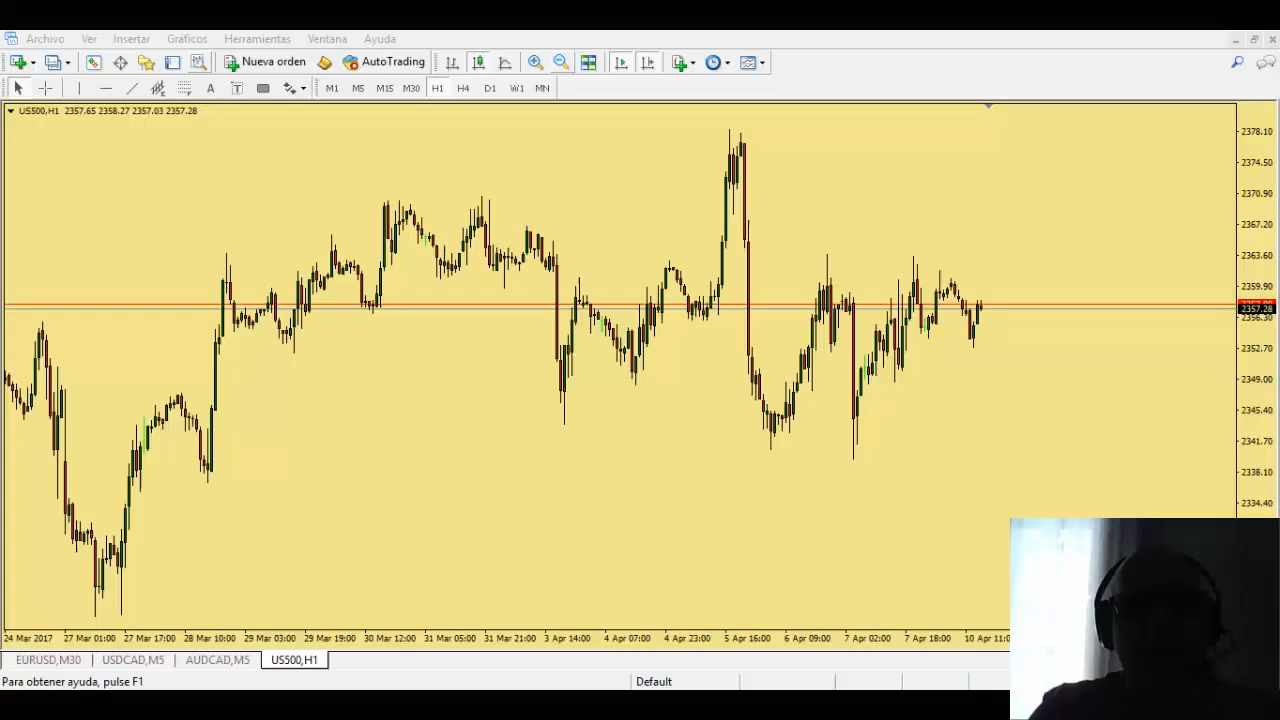 Archivo Ver Insertar Gráficos Herramientas Ventana Ayuda
Nueva orden AutoTrading
A T M1 M5 M15 M30 H1 H4 D1 W1 MN
US500,H1 2357.65 2358.27 2357.03 2357.28
2378.10
2374.50
2370.90
2367.20
2363.60
2359.90
2357.28
2356.30
2352.70
2349.00
2345.40
2341.70
2338.10
2334.40
24 Mar 2017 27 Mar 01:00 27 Mar 17:00 28 Mar 10:00 29 Mar 03:00 29 Mar 19:00 30 Mar 12:00 31 Mar 05:00 31 Mar 21:00 3 Apr 14:00 4 Apr 07:00 4 Apr 23:00 5 Apr 16:00 6 Apr 09:00 7 Apr 02:00 7 Apr 18:00 10 Apr 11:0
EURUSD,M30 USDCAD,M5 AUDCAD,M5 US500,H1
Para obtener ayuda, pulse F1 Default